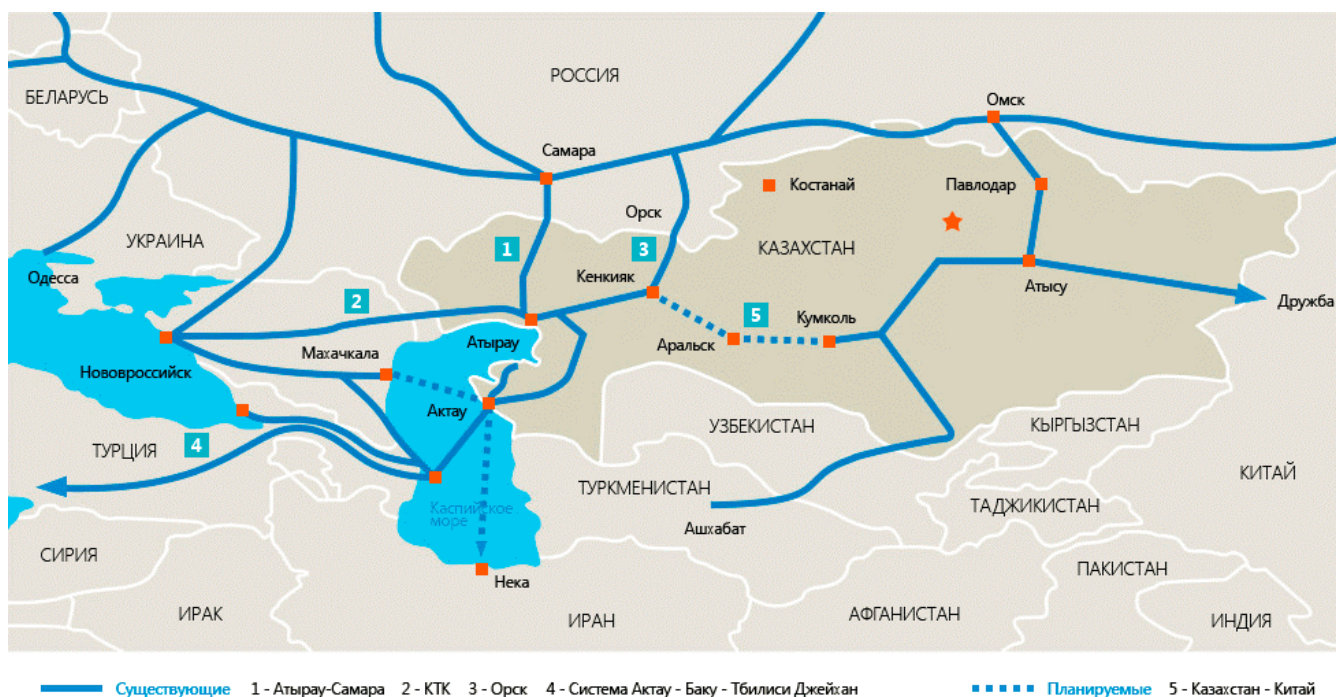 РОССИЯ
БЕЛАРУСЬ
Омск
Самара
Костанай
Павлодар
Орск
УКРАИНА
1
3
КАЗАХСТАН
Одесса
Кенкияк
Атысу
2
5
Кумколь
Дружба
Махачкала
Атырау
Аральск
Нововроссийск
Актау
УЗБЕКИСТАН
КЫРГЫЗСТАН
ТУРЦИЯ
4
КИТАЙ
ТУРКМЕНИСТАН
Каспийское
море
ТАДЖИКИСТАН
Ашхабат
СИРИЯ
Нека
ПАКИСТАН
ИРАК
ИРАН
АФГАНИСТАН
ИНДИЯ
Существующие 1 - Атырау-Самара 2 - КТК 3 - Орск 4 - Система Актау - Баку - Тбилиси Джейхан Планируемые 5 - Казахстан - Китай